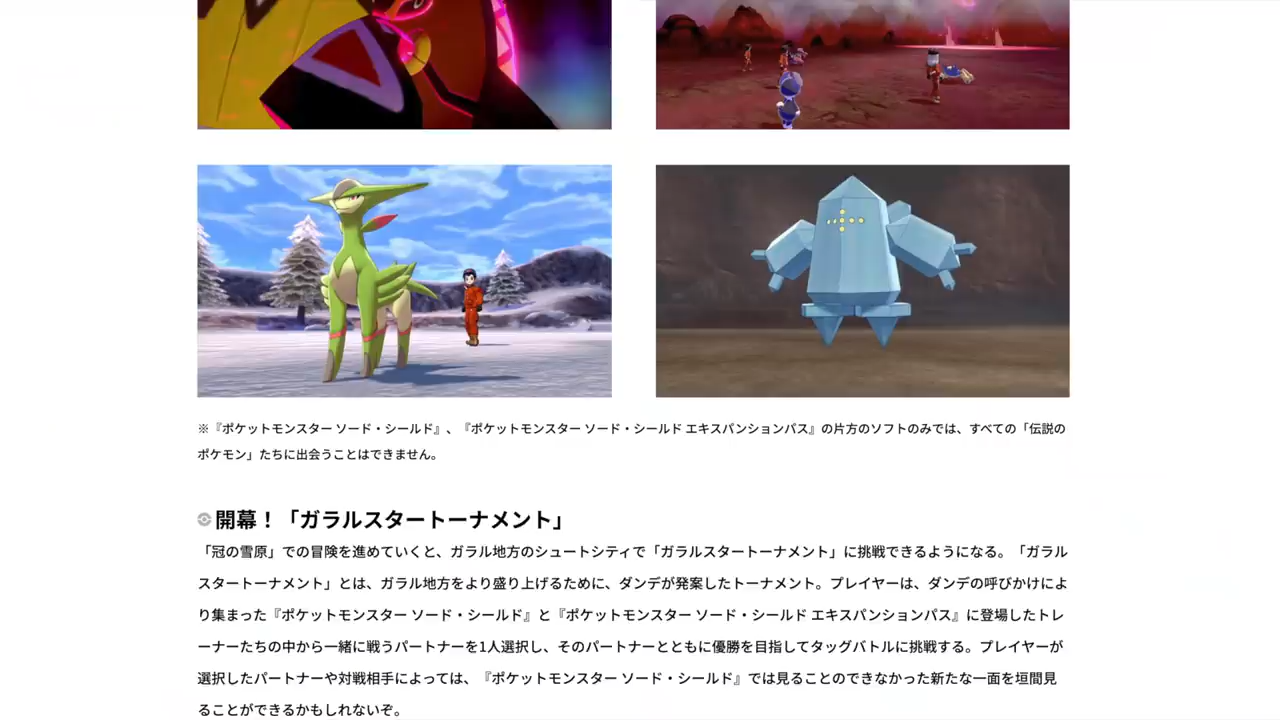 ※『ポケットモンスター ソード・シールド』、『ポケットモンスター ソード・シールド エキスパンションパス』の片方のソフトのみでは、すべての「伝説の
ポケモン」たちに出会うことはできません。
開幕！「ガラルスタートーナメント」
「冠の雪原」での冒険を進めていくと、ガラル地方のシュートシティで「ガラルスタートーナメント」に挑戦できるようになる。「ガラル
スタートーナメント」とは、ガラル地方をより盛り上げるために、ダンデが発案したトーナメント。プレイヤーは、ダンデの呼びかけによ
り集まった『ポケットモンスター ソード・シールド』と『ポケットモンスター ソード・シールド エキスパンションパス』に登場したトレ
ーナーたちの中から一緒に戦うパートナーを1人選択し、そのパートナーとともに優勝を目指してタッグバトルに挑戦する。プレイヤーが
選択したパートナーや対戦相手によっては、『ポケットモンスター ソード・シールド』では見ることのできなかった新たな一面を垣間見
ることができるかもしれないぞ。